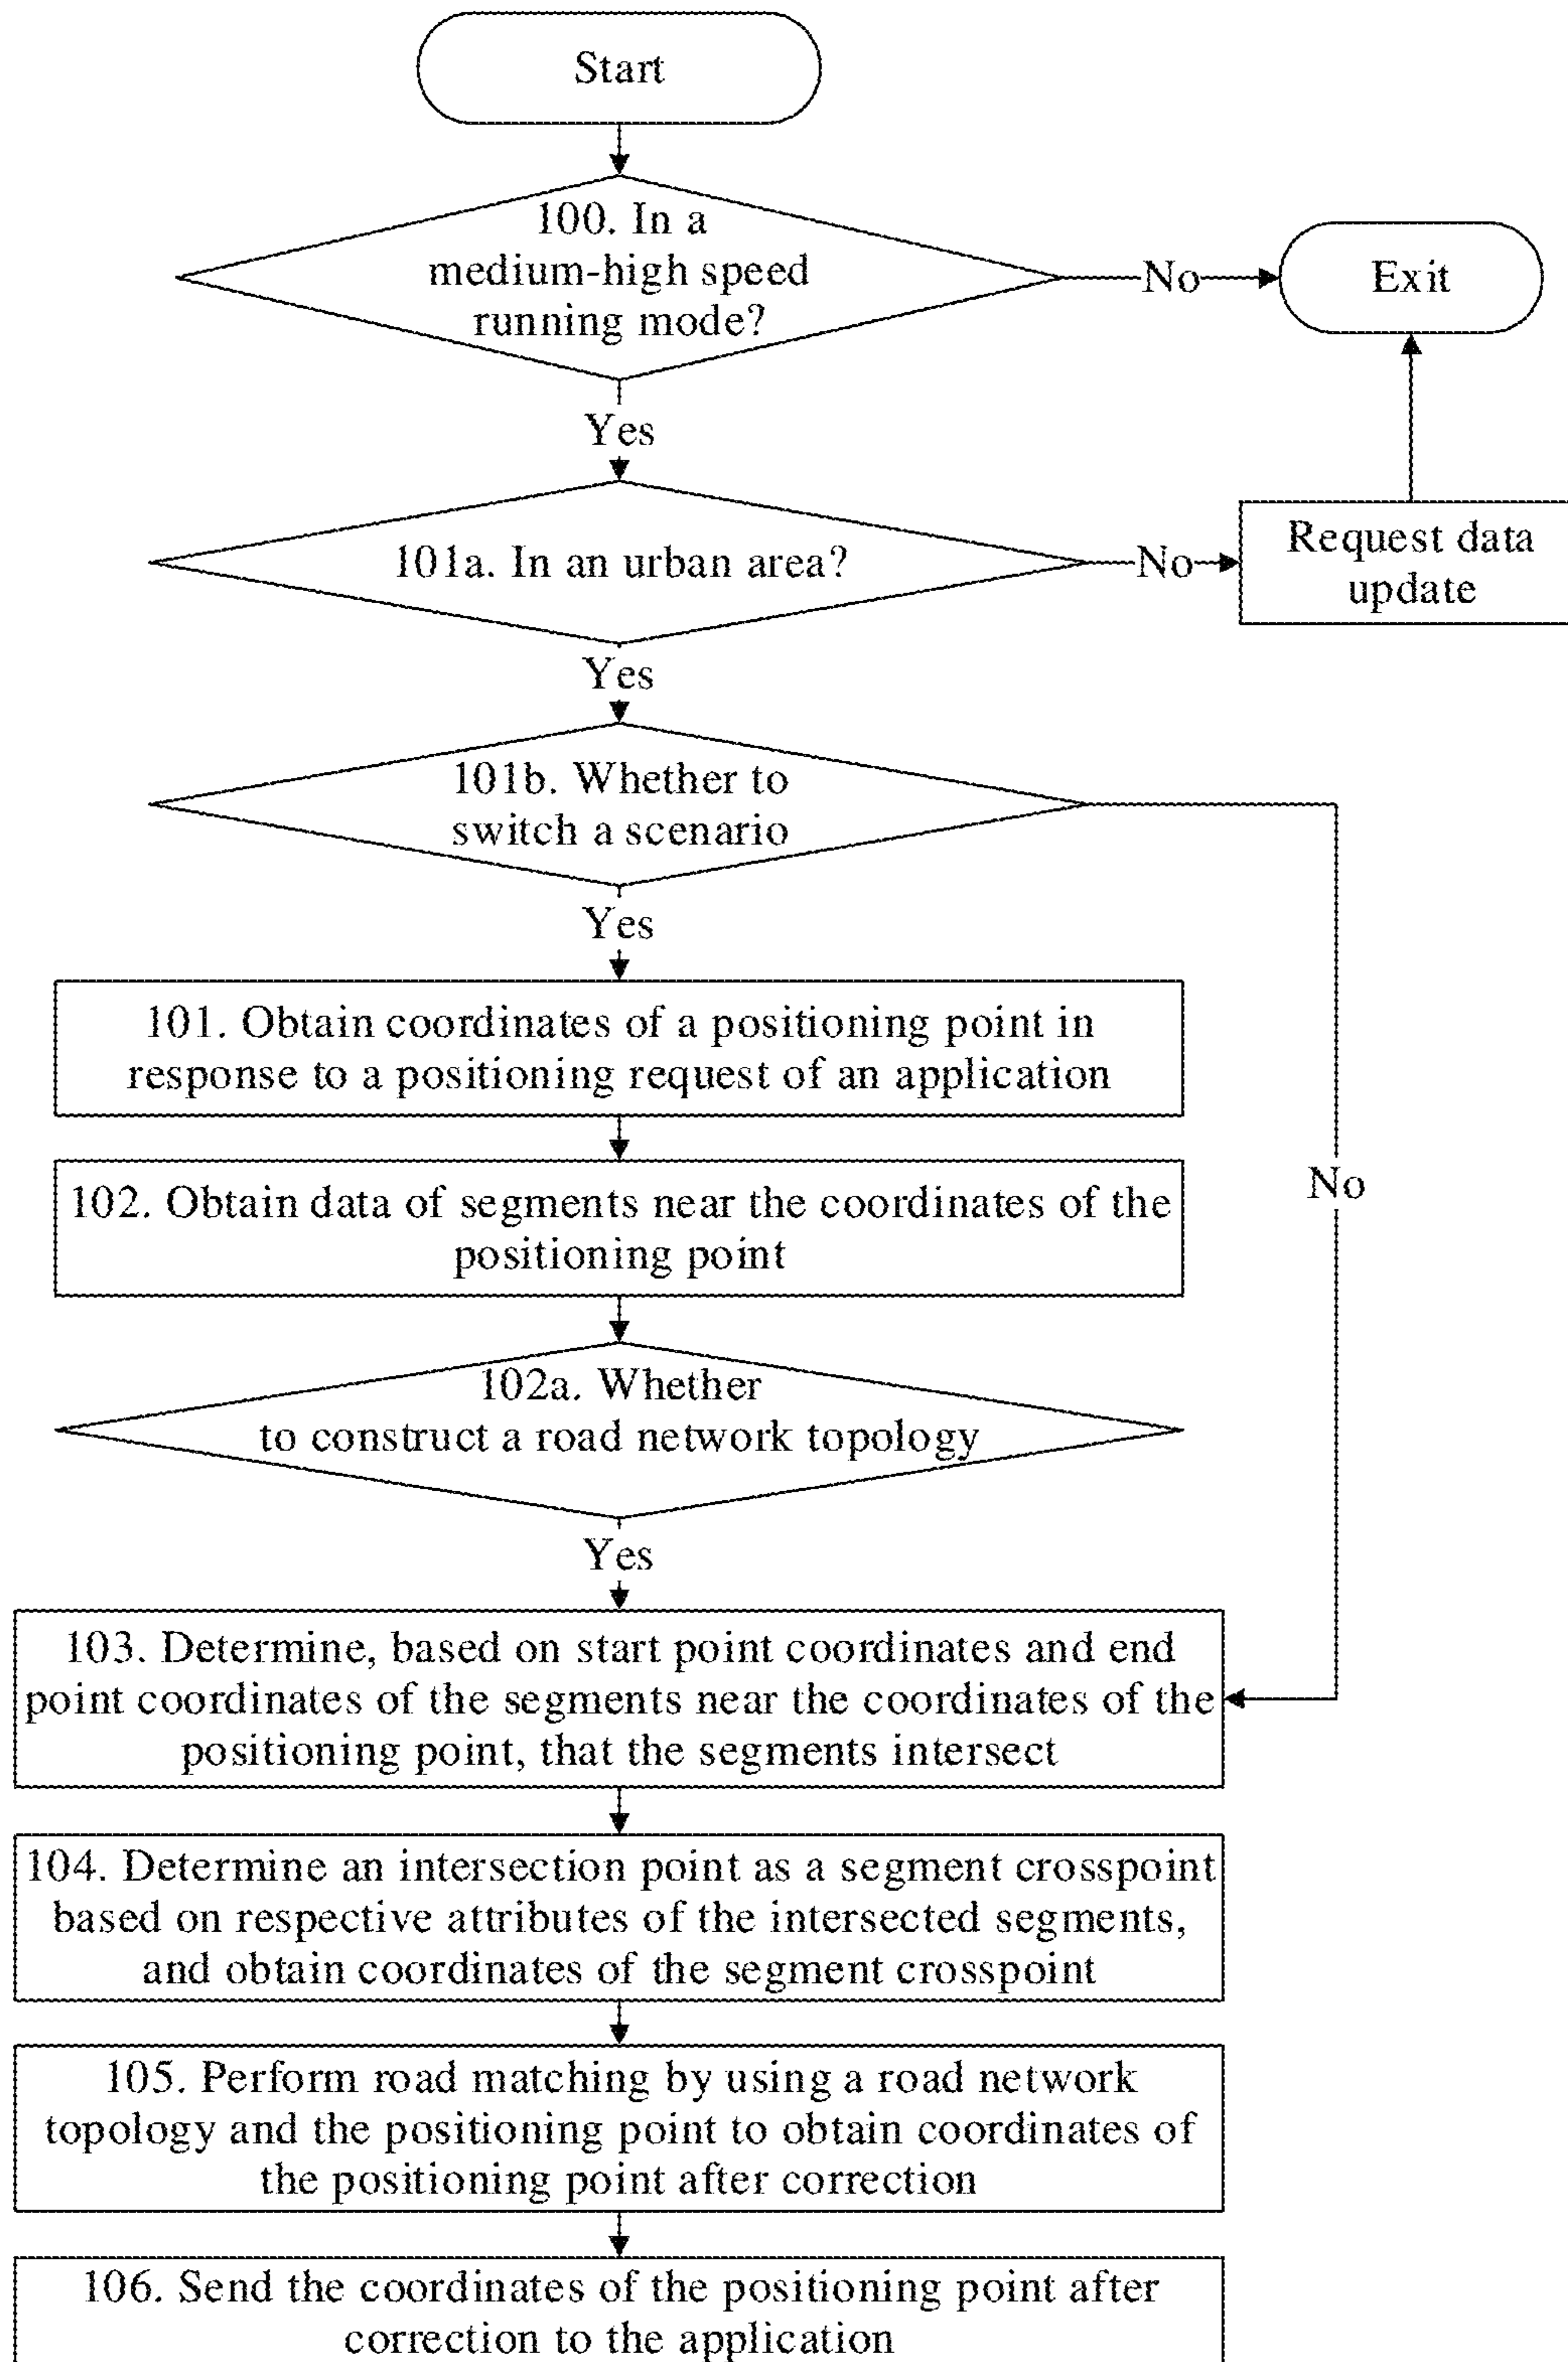 Start
100. In a
medium-high speed
running mode?
No
Exit
Yes
101a. In an urban area?
No
Request data
update
Yes
101b. Whether to
switch a scenario
Yes
101. Obtain coordinates of a positioning point in
response to a positioning request of an application
102. Obtain data of segments near the coordinates of the
positioning point
No
102a. Whether
to construct a road network topology
Yes
103. Determine, based on start point coordinates and end
point coordinates of the segments near the coordinates of the
positioning point, that the segments intersect
104. Determine an intersection point as a segment crosspoint
based on respective attributes of the intersected segments,
and obtain coordinates of the segment crosspoint
105. Perform road matching by using a road network
topology and the positioning point to obtain coordinates of
the positioning point after correction
106. Send the coordinates of the positioning point after
correction to the application